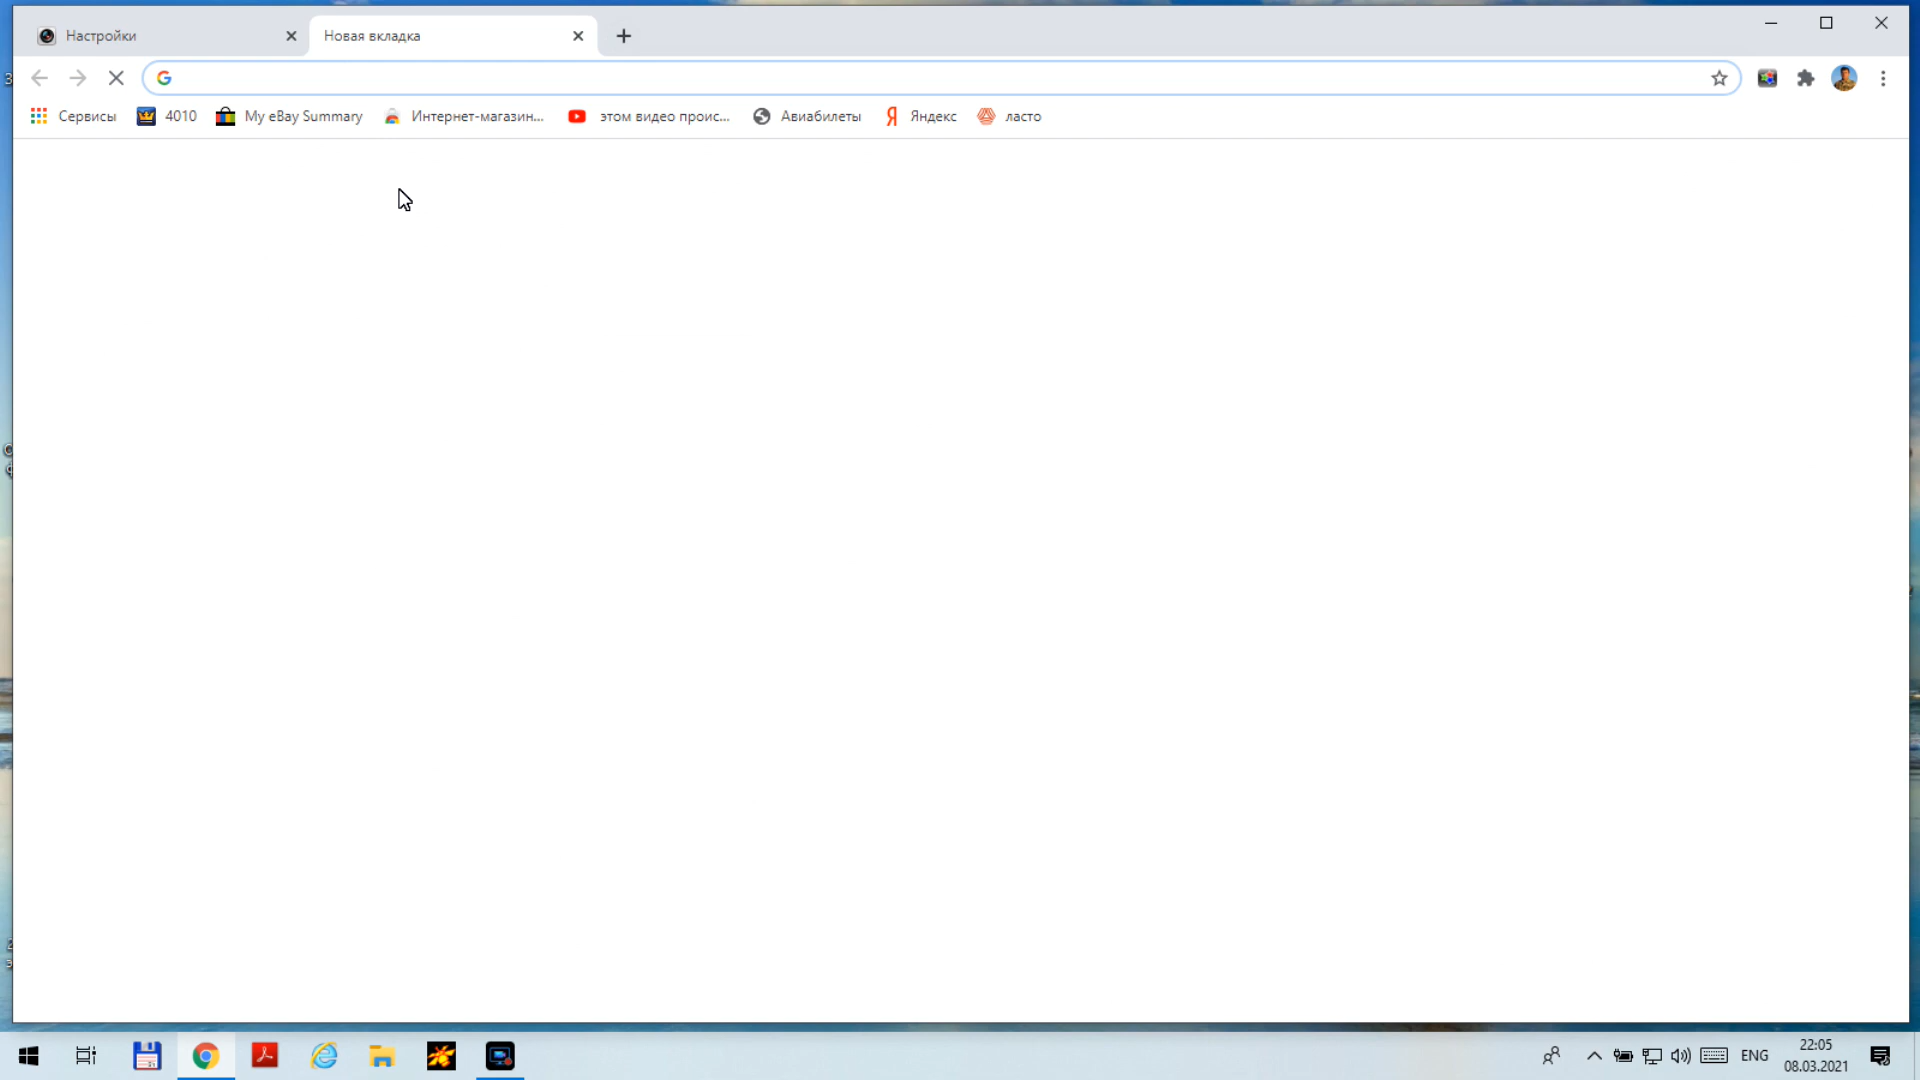 Настройки
Новая вкладка
Сервисы
4010
My eBay Summary
Интернет-магазин...
этом видео проис...
Авиабилеты
Яндекс
ласто
ENG
22:05
08.03.2021